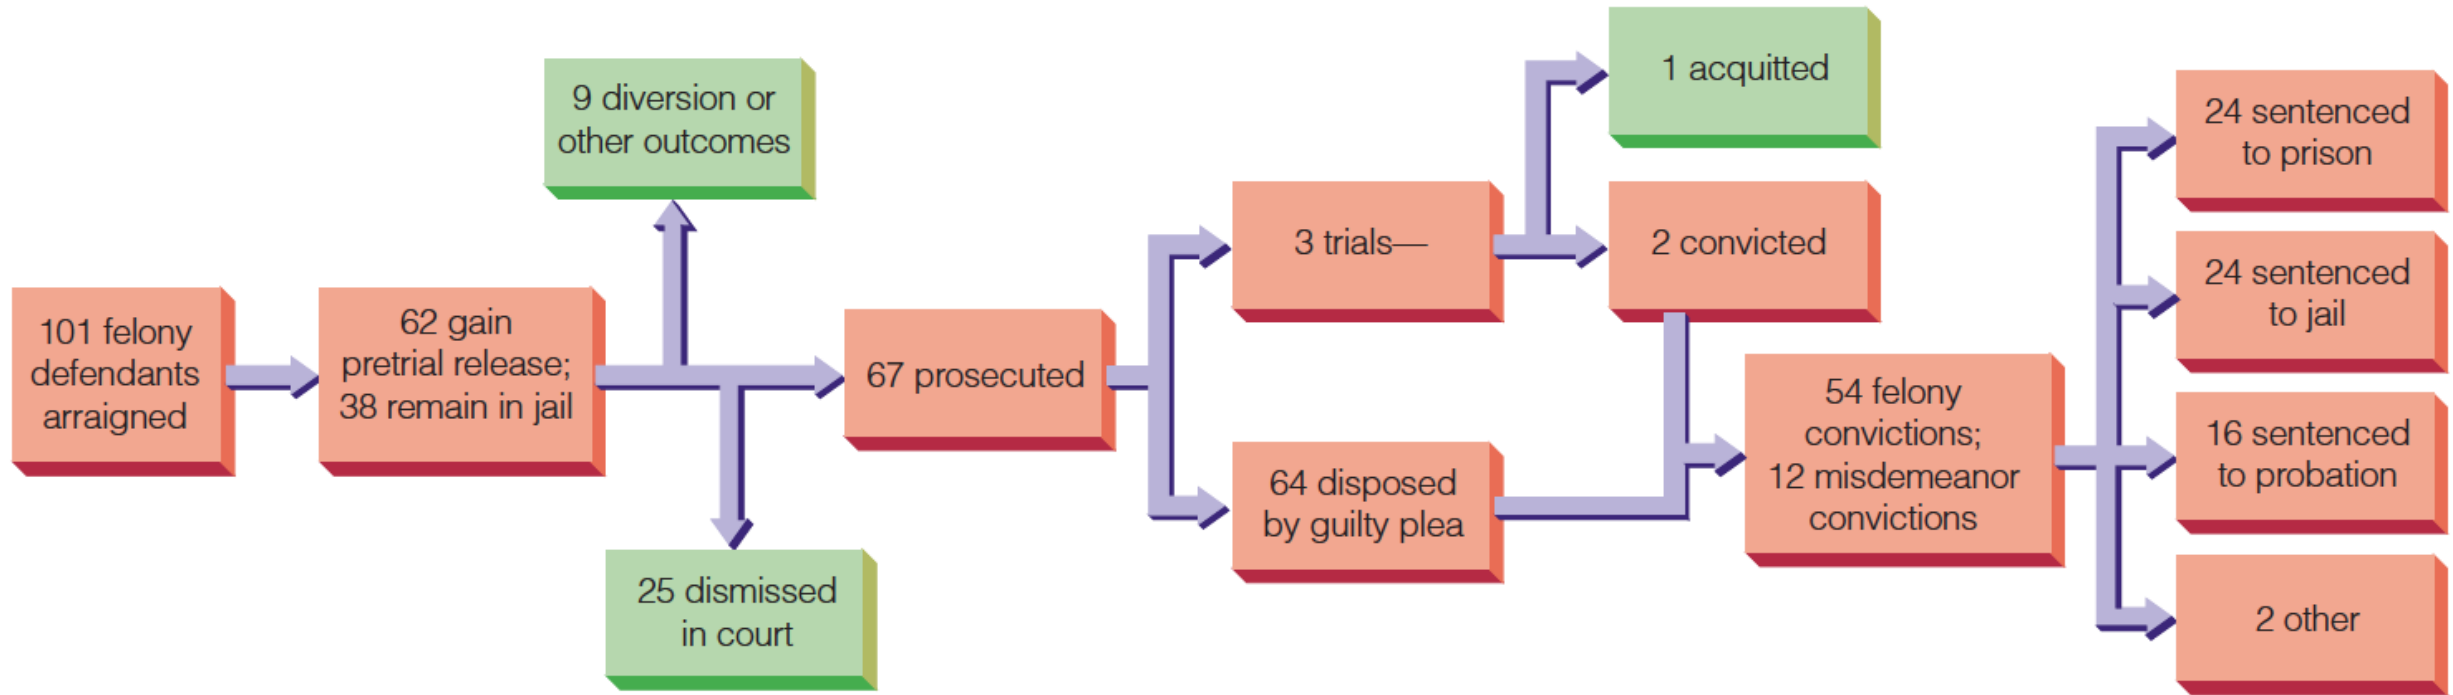 101 felony
defendants
arraigned
62 gain
pretrial release;
38 remain in jail
9 diversion or
other outcomes
25 dismissed
in court
67 prosecuted
3 trials—
64 disposed
by guilty plea
1 acquitted
2 convicted
54 felony
convictions;
12 misdemeanor
convictions
24 sentenced
to prison
24 sentenced
to jail
16 sentenced
to probation
2 other